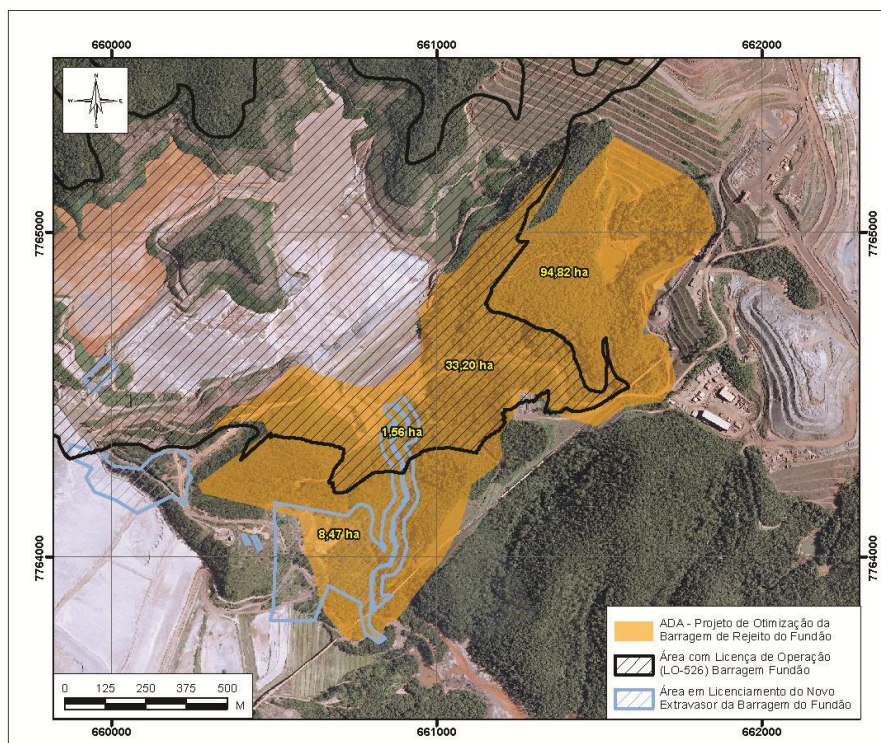 660000 661000 662000
N
W E
S
7765000 7765000
94,82 ha
33,20 ha
1,56 ha
8,47 ha
7764000 7764000
ADA - Projeto de Otimização da
Barragem de Rejeito do Fundão
Área com Licença de Operação
(LO-526) Barragem Fundão
Área em Licenciamento do Novo
Extravasor da Barragem do Fundão
0 125 250 375 500
M
660000 661000 662000